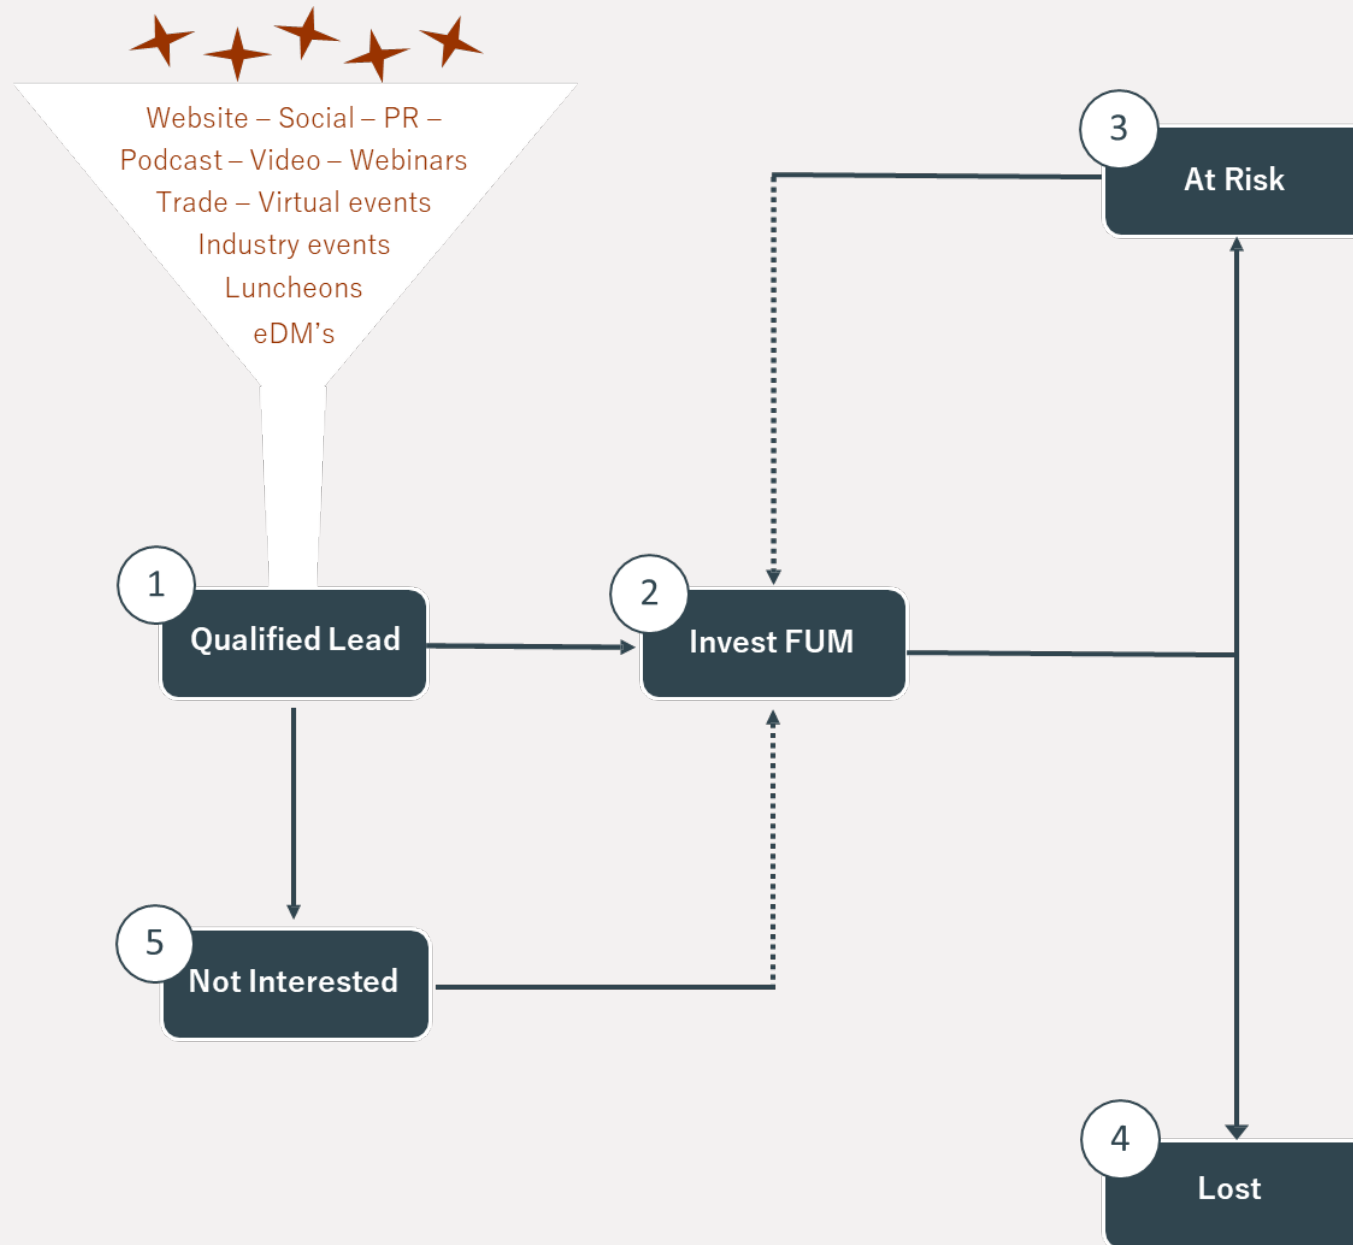 Website – Social – PR –
Podcast – Video – Webinars
Trade – Virtual events
Industry events
Luncheons
eDM’s
3
At Risk
1
Qualified Lead
2
Invest FUM
5
Not Interested
4
Lost